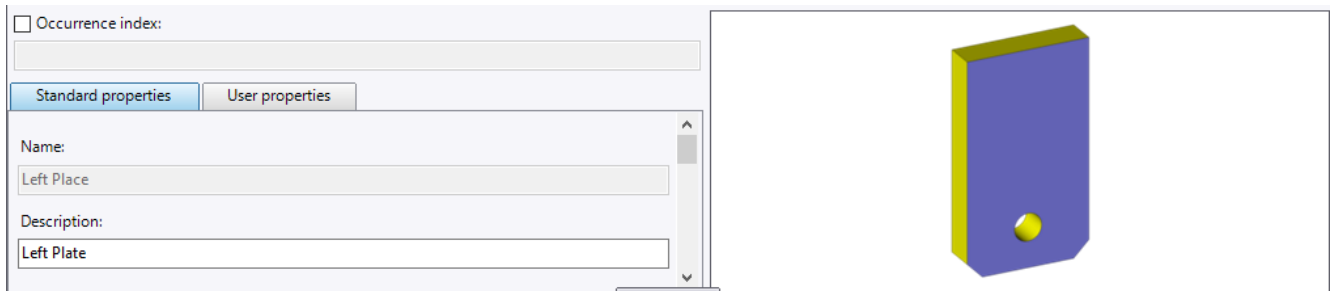 Occurrence index:
Standard properties
User properties
Name:
Left Place
Description:
Left Plate